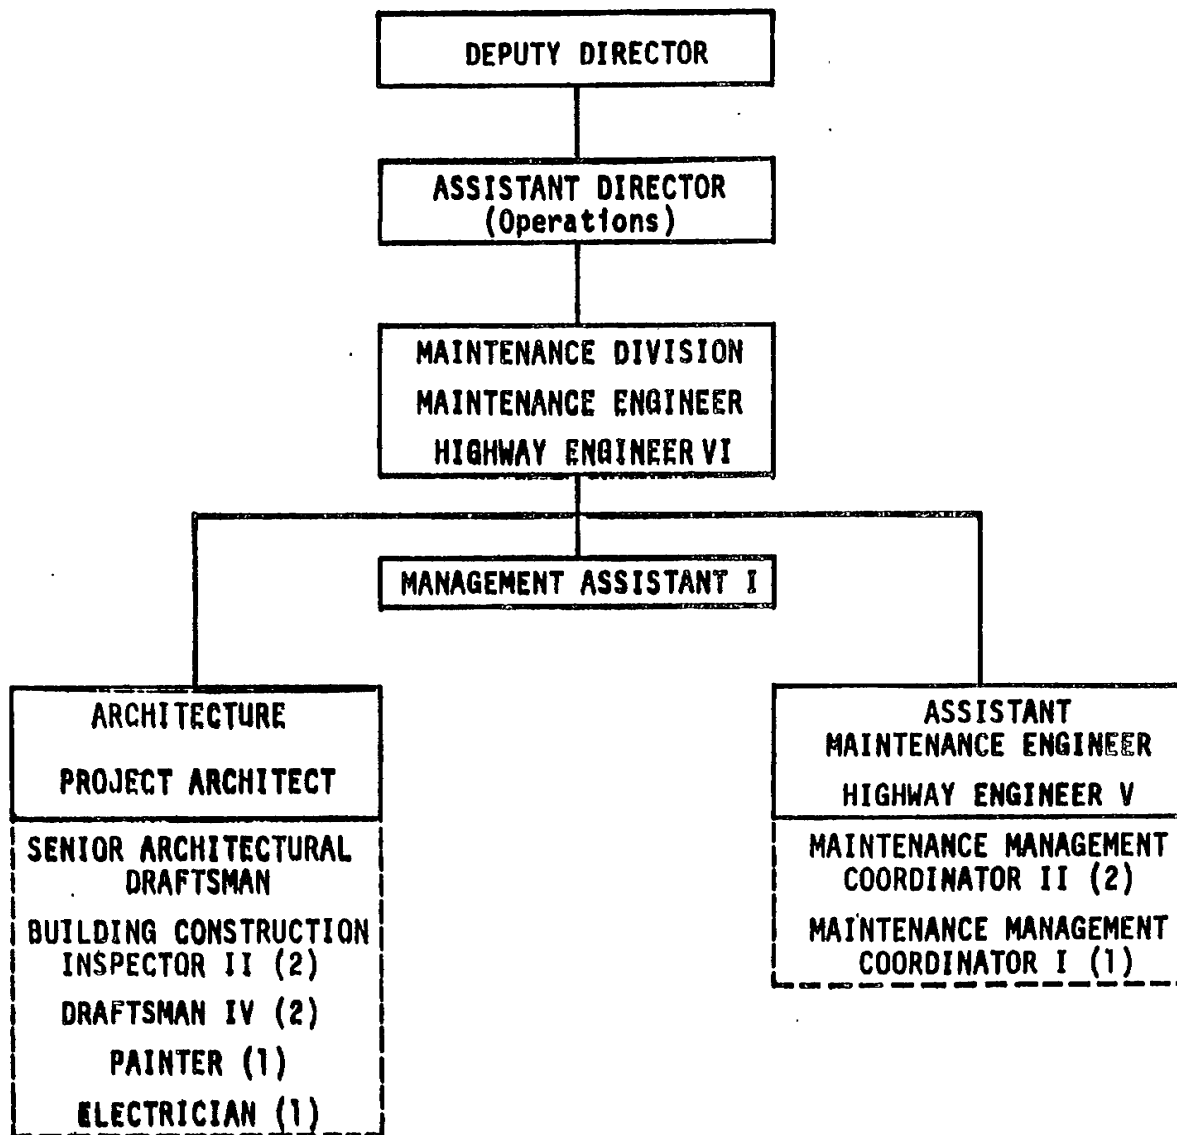 DEPUTY DIRECTOR
ASSISTANT DIRECTOR
(Operations)
MAINTENANCE DIVISION
MAINTENANCE ENGINEER
HIGHWAY ENGINEER VI
MANAGEMENT ASSISTANT I
ARCHITECTURE
PROJECT ARCHITECT
SENIOR ARCHITECTURAL
DRAFTSMAN
BUILDING CONSTRUCTION
INSPECTOR II (2)
DRAFTSMAN IV (2)
PAINTER (1)
ELECTRICIAN (1)
ASSISTANT
MAINTENANCE ENGINEER
HIGHWAY ENGINEER V
MAINTENANCE MANAGEMENT
COORDINATOR II (2)
MAINTENANCE MANAGEMENT
COORDINATOR I (1)